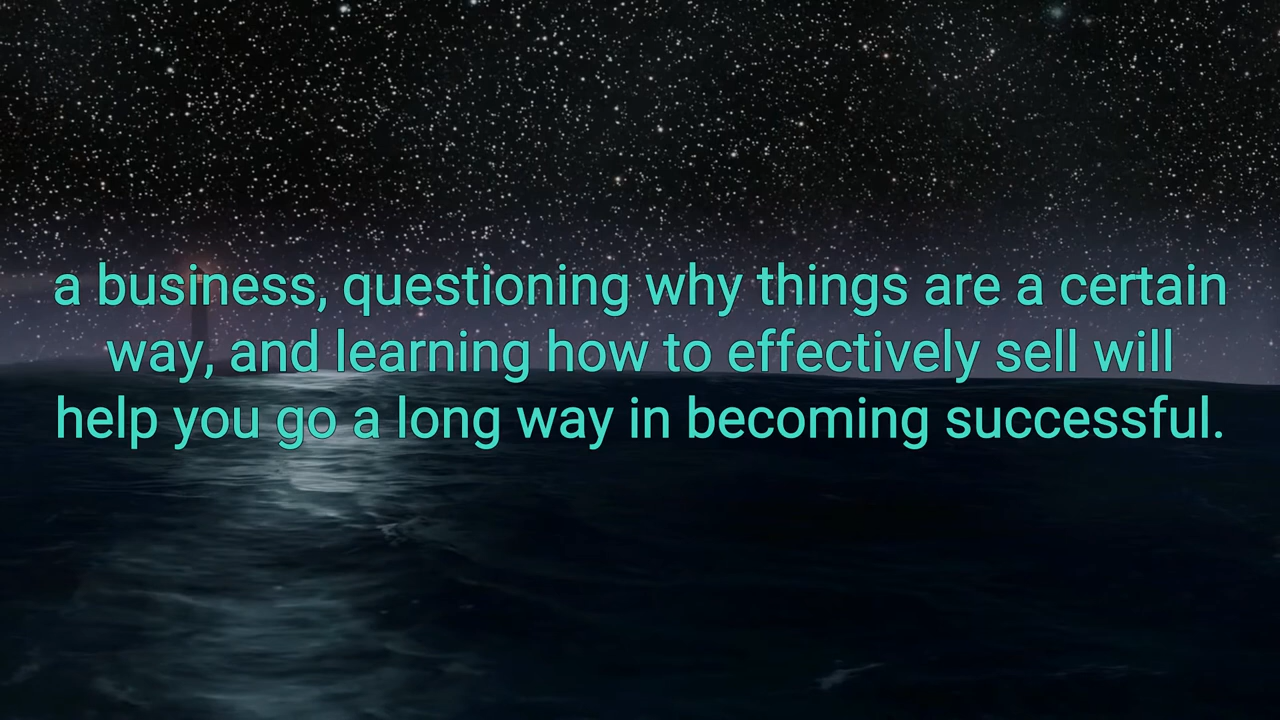 a business, questioning why things are a certain
way, and learning how to effectively sell will
help you go a long way in becoming successful.